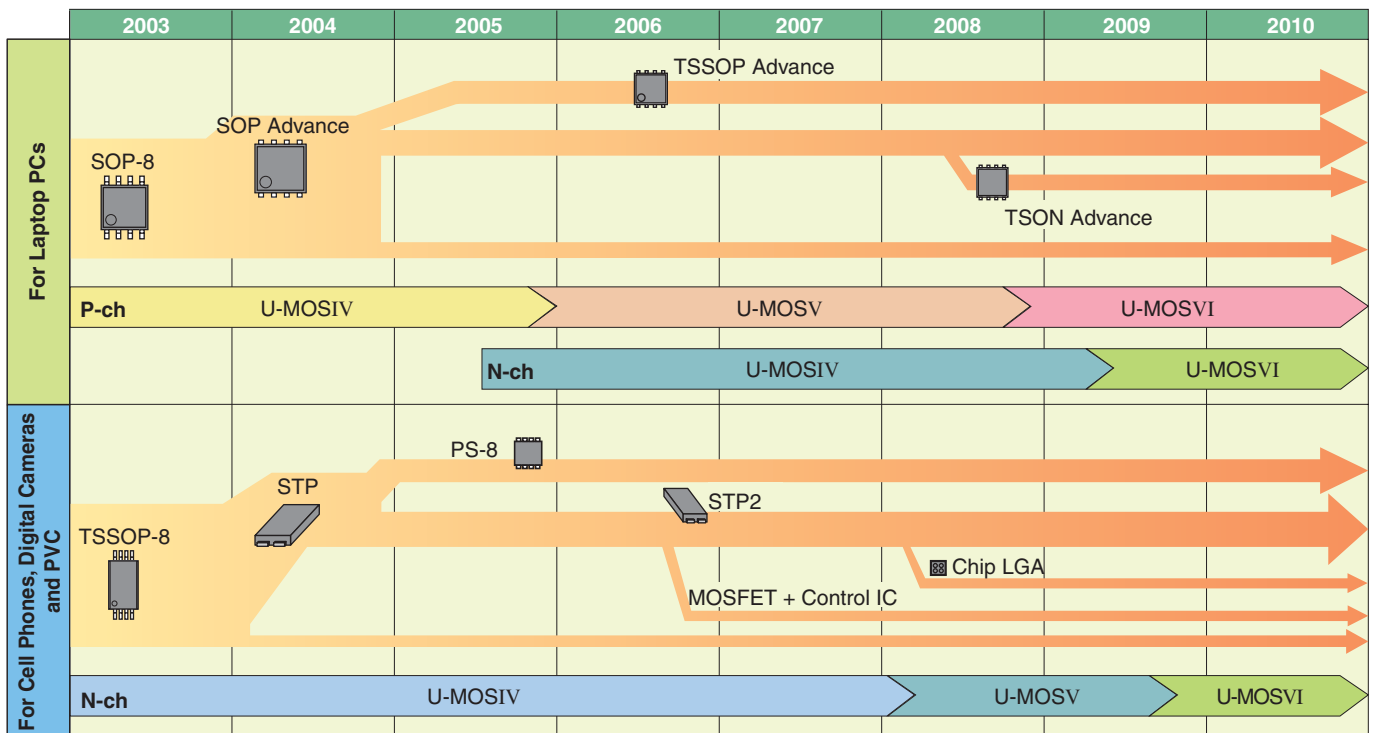 2003 2004 2005 2006 2007 2008 2009 2010
For Laptop PCs
TSSOP Advance
SOP Advance
SOP-8
TSON Advance
P-ch U-MOSIV U-MOSV U-MOSVI
N-ch U-MOSIV U-MOSVI
For Cell Phones, Digital Cameras
and PVC
PS-8
STP
STP2
TSSOP-8
Chip LGA
MOSFET + Control IC
N-ch U-MOSIV U-MOSV U-MOSVI